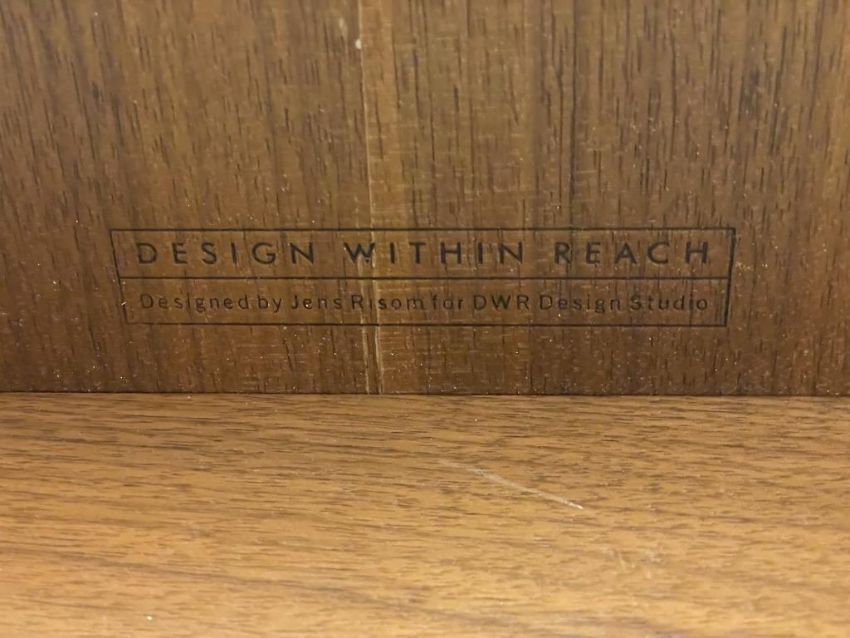 DESIGN WITHIN REACH
Designed by Jens Risom for DWR Design Studio